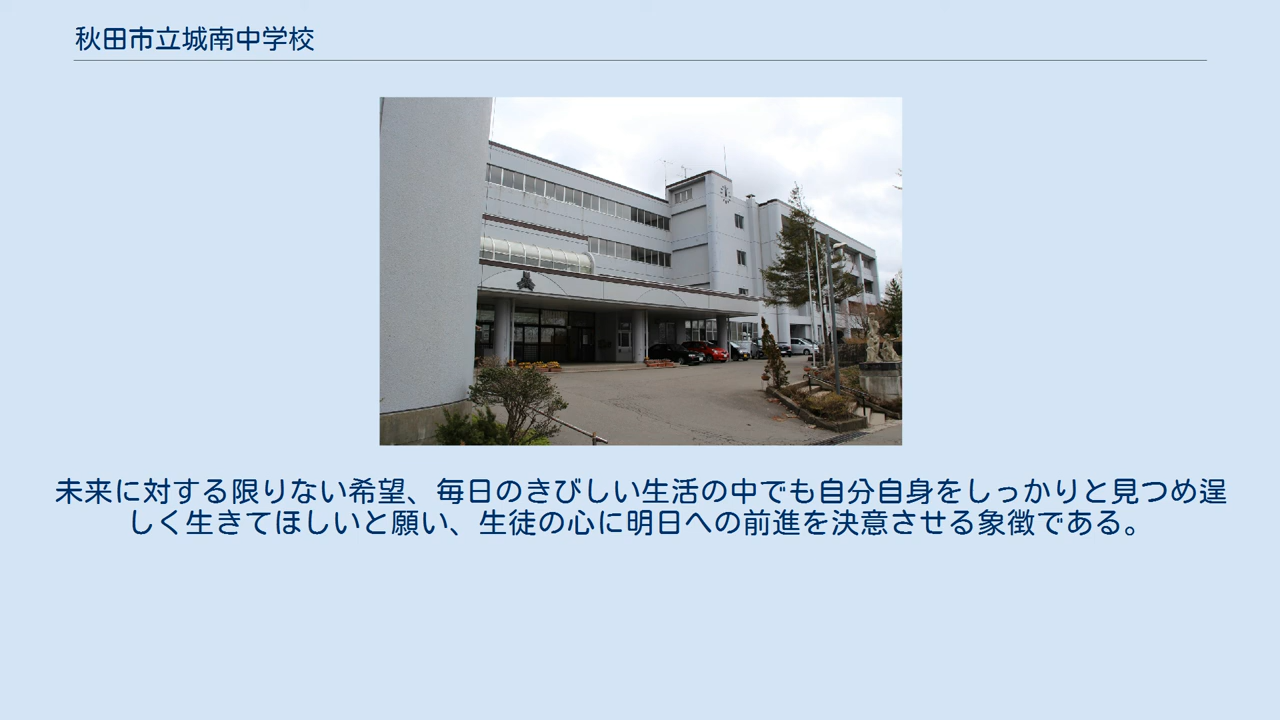 秋田市立城南中学校
未来に対する限りない希望、毎日のきびしい生活の中でも自分自身をしっかりと見つめ逞
しく生きてほしいと願い、生徒の心に明日への前進を決意させる象徴である。